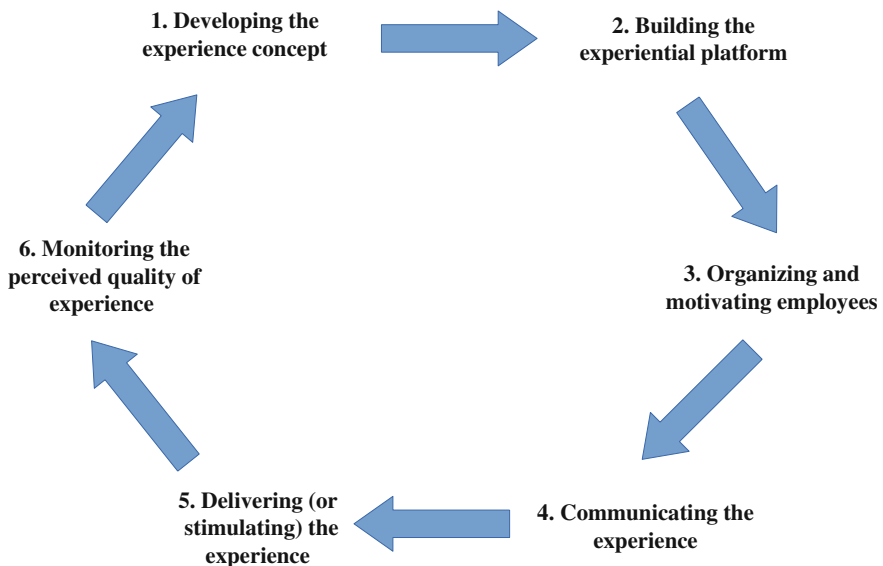 1. Developing the
experience concept
2. Building the
experiential platform
3. Organizing and
motivating employees
4. Communicating the
experience
5. Delivering (or
stimulating) the
experience
6. Monitoring the
perceived quality of
experience